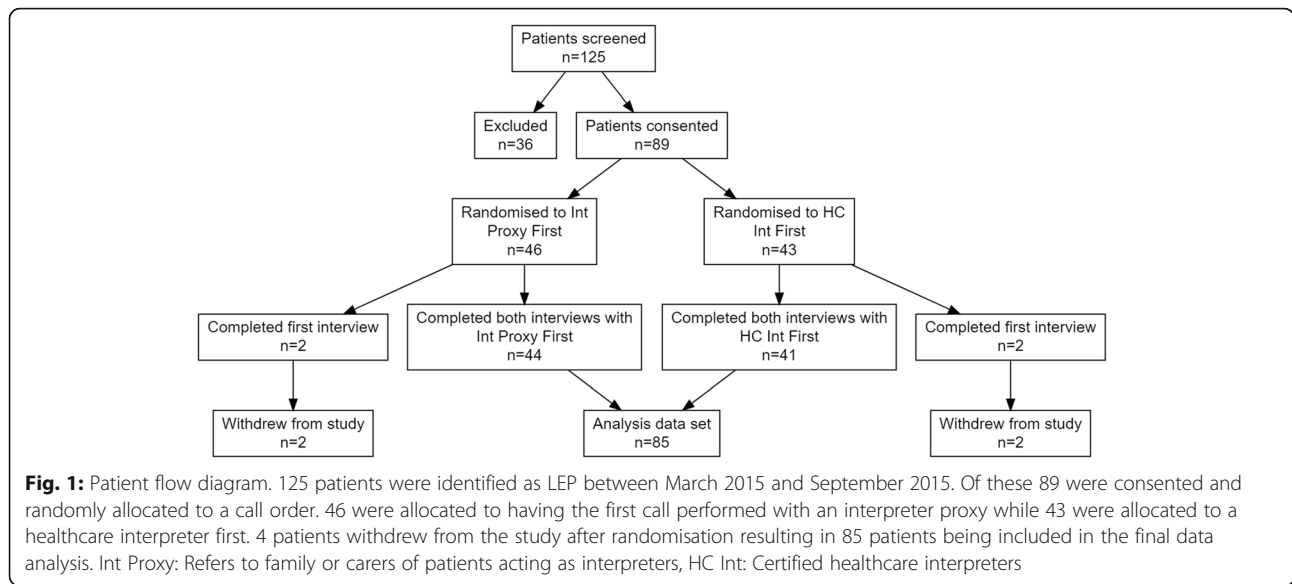 Patients screened
n=125
Excluded
n=36
Patients consented
n=89
Randomised to Int
Proxy First
n=46
Randomised to HC
Int First
n=43
Completed first interview
n=2
Completed both interviews with
Int Proxy First
n=44
Completed both interviews with
HC Int First
n=41
Completed first interview
n=2
Withdrew from study
n=2
Analysis data set
n=85
Withdrew from study
n=2
Fig. 1: Patient flow diagram. 125 patients were identified as LEP between March 2015 and September 2015. Of these 89 were consented and
randomly allocated to a call order. 46 were allocated to having the first call performed with an interpreter proxy while 43 were allocated to a
healthcare interpreter first. 4 patients withdrew from the study after randomisation resulting in 85 patients being included in the final data
analysis. Int Proxy: Refers to family or carers of patients acting as interpreters, HC Int: Certified healthcare interpreters